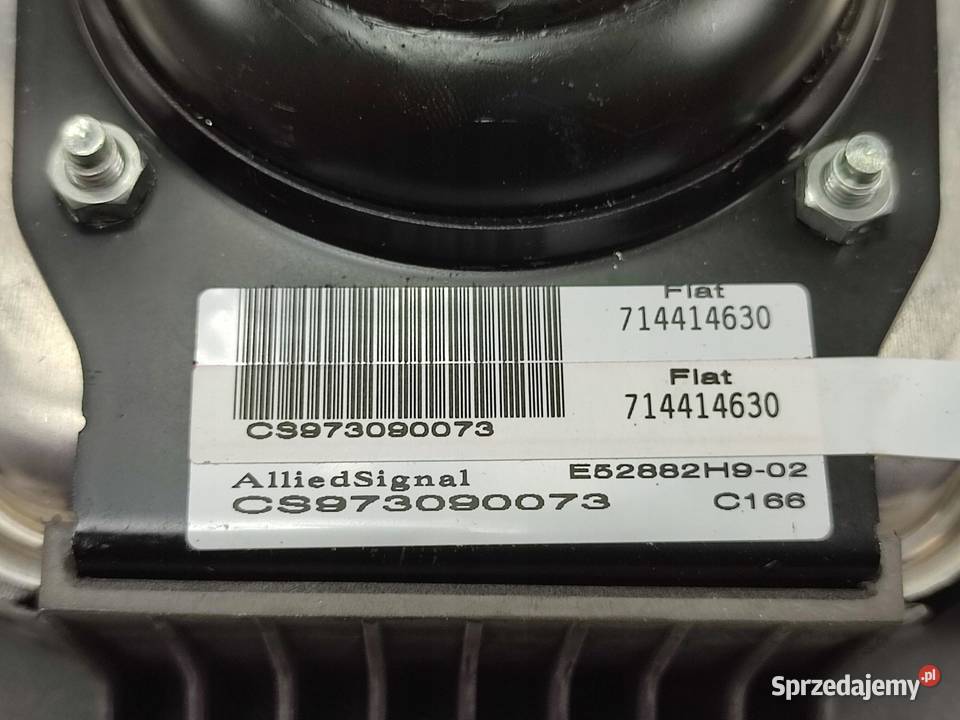 Fiat
714414630
Fiat
714414630
CS973090073
AlliedSignal E52882H9-02
CS973090073 C166
Sprzedajemy.pl